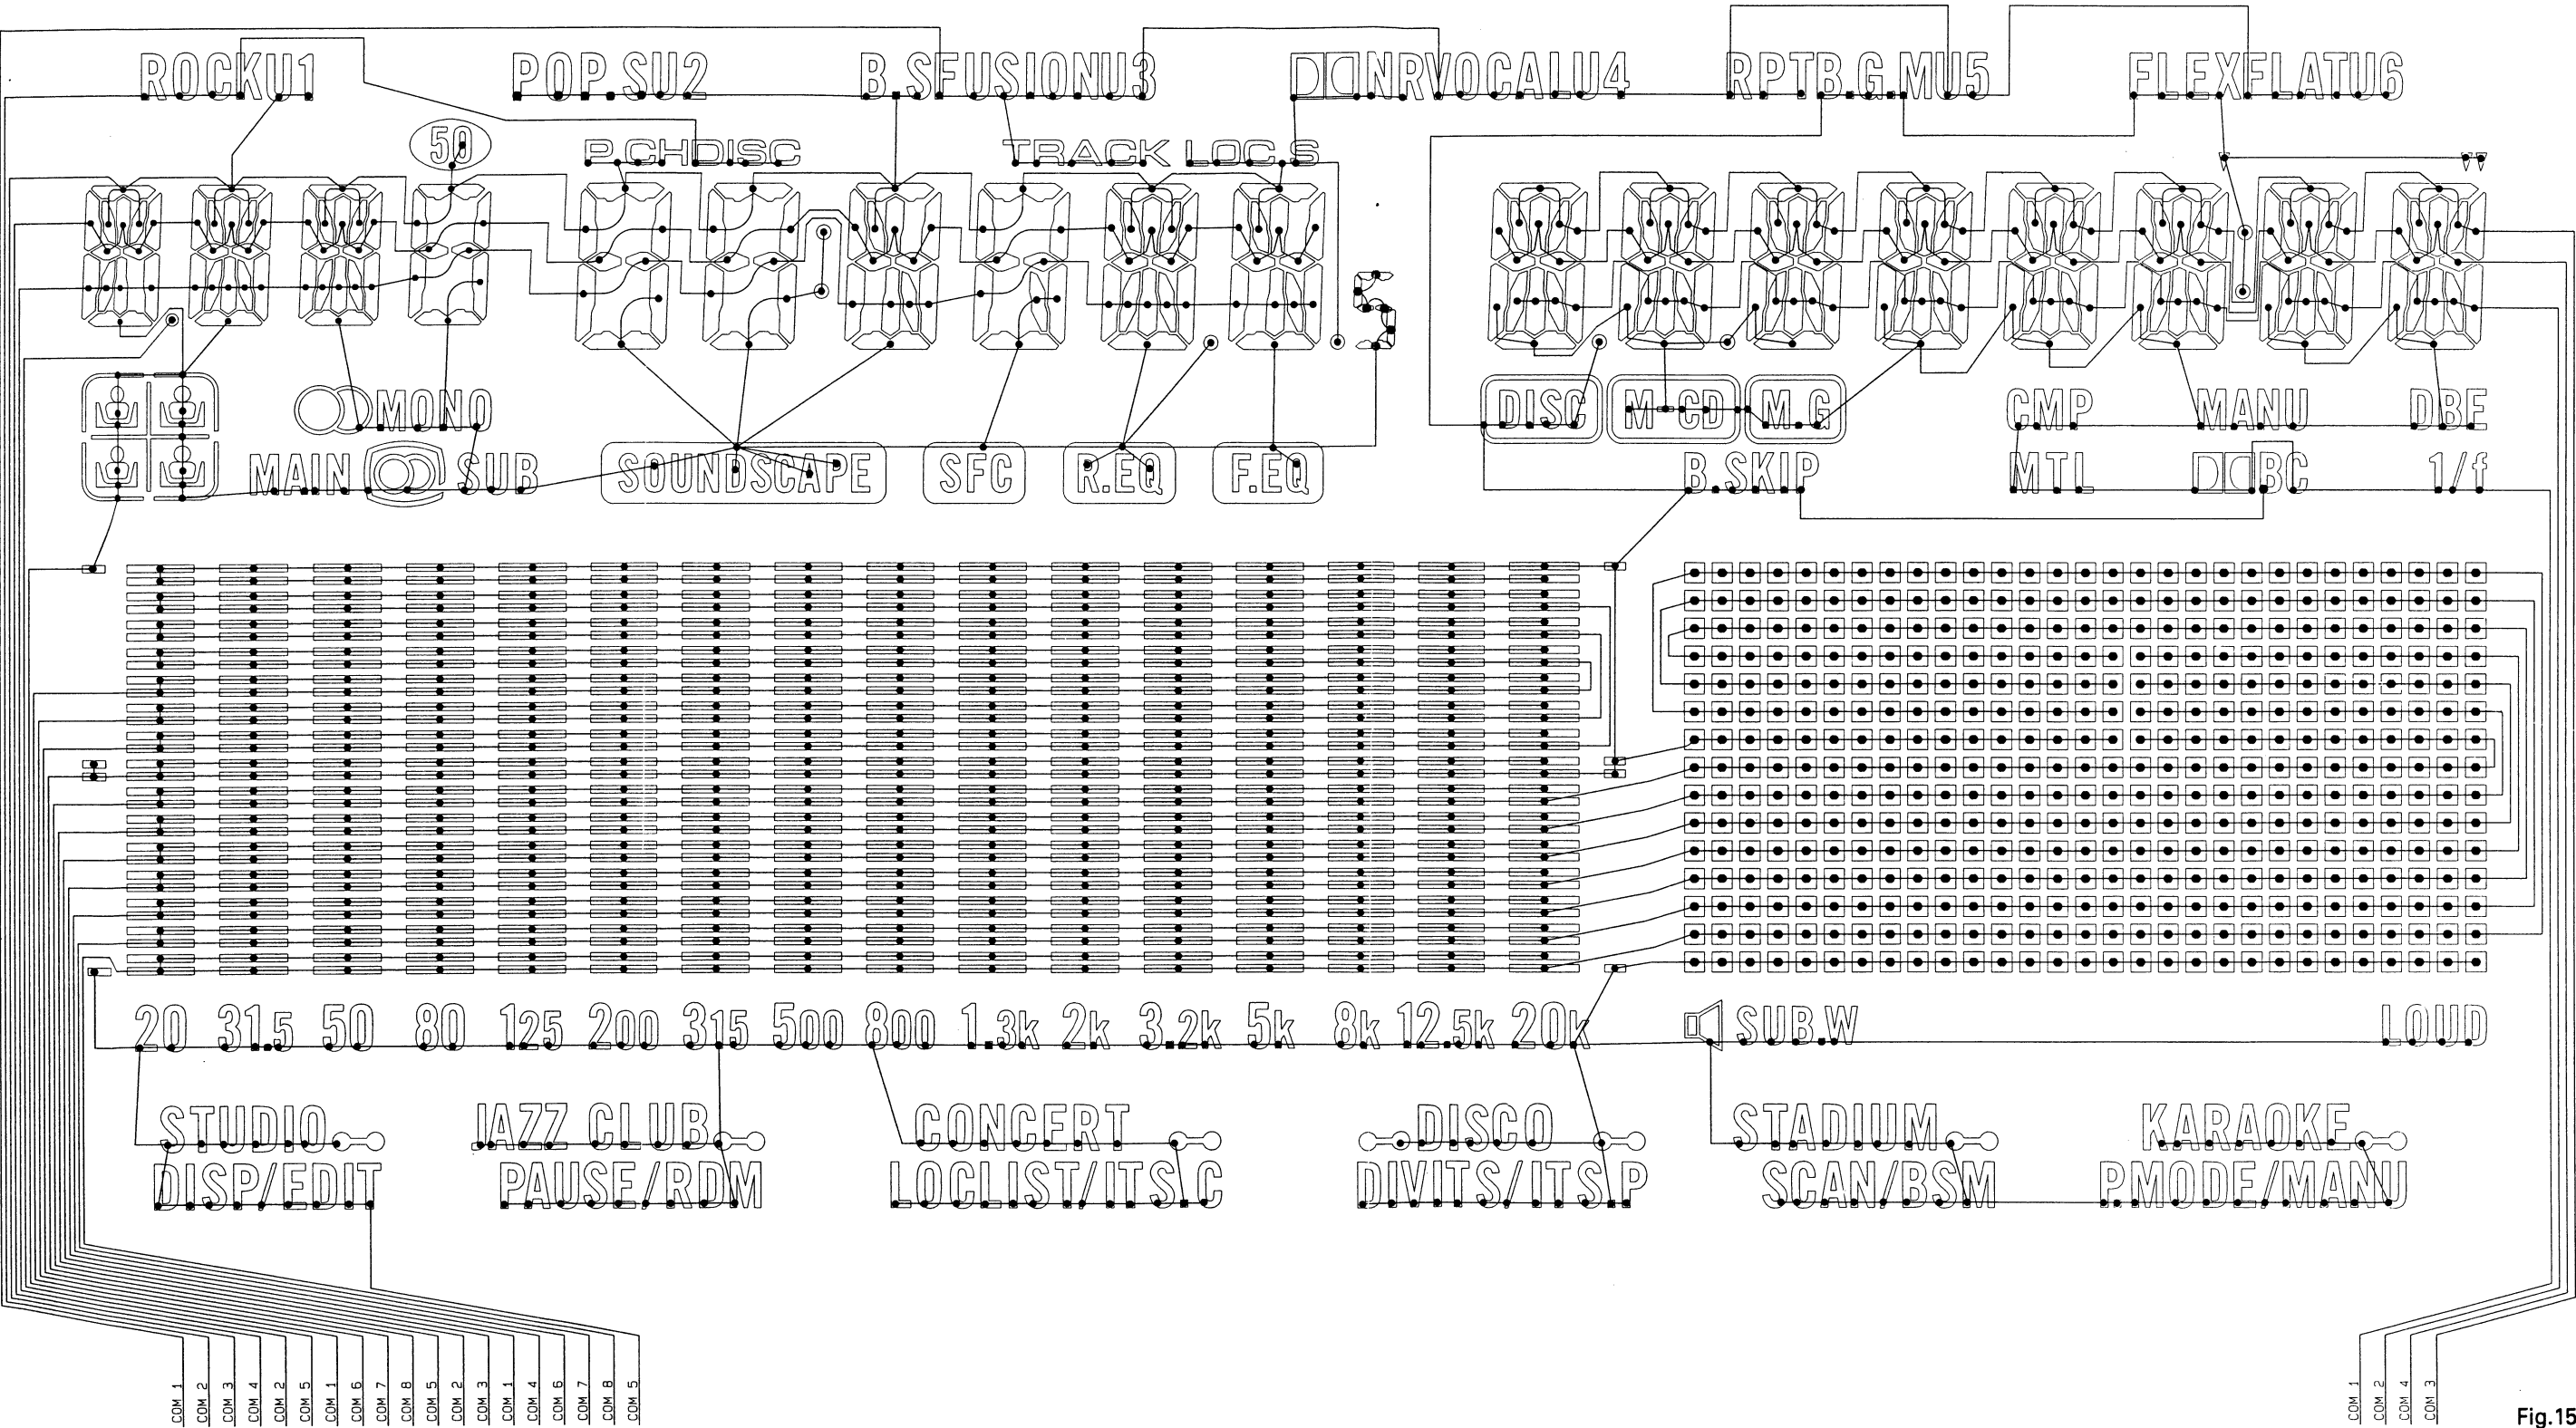 ROCKU1 POP.SU2 B.SFUSIONU3 NRVOCALU4 RPTB.G.MU5 FLEXFLATU6
50 P.CHDISC TRACK LOC.S
MONO DISC M-CD M.G CMP MANU DBE
MAIN SUB SOUNDSCAPE SFC R.EQ F.EQ B.SKIP MTL BC 1/f
20 31.5 50 80 125 200 315 500 800 1.3k 2k 3.2k 5k 8k 12.5k 20k SUB.W LOUD
STUDIO JAZZ CLUB CONCERT DISCO STADIUM KARAOKE
DISP/EDIT PAUSE/RDM LOCLIST/ITS.C DIVITS/ITS.P SCAN/BSM P.MODE/MANU
COM 1 COM 2 COM 3 COM 4 COM 2 COM 5 COM 1 COM 6 COM 7 COM 8 COM 5 COM 2 COM 3 COM 1 COM 4 COM 6 COM 7 COM 8 COM 5 COM 1 COM 2 COM 4 COM 3
Fig.15